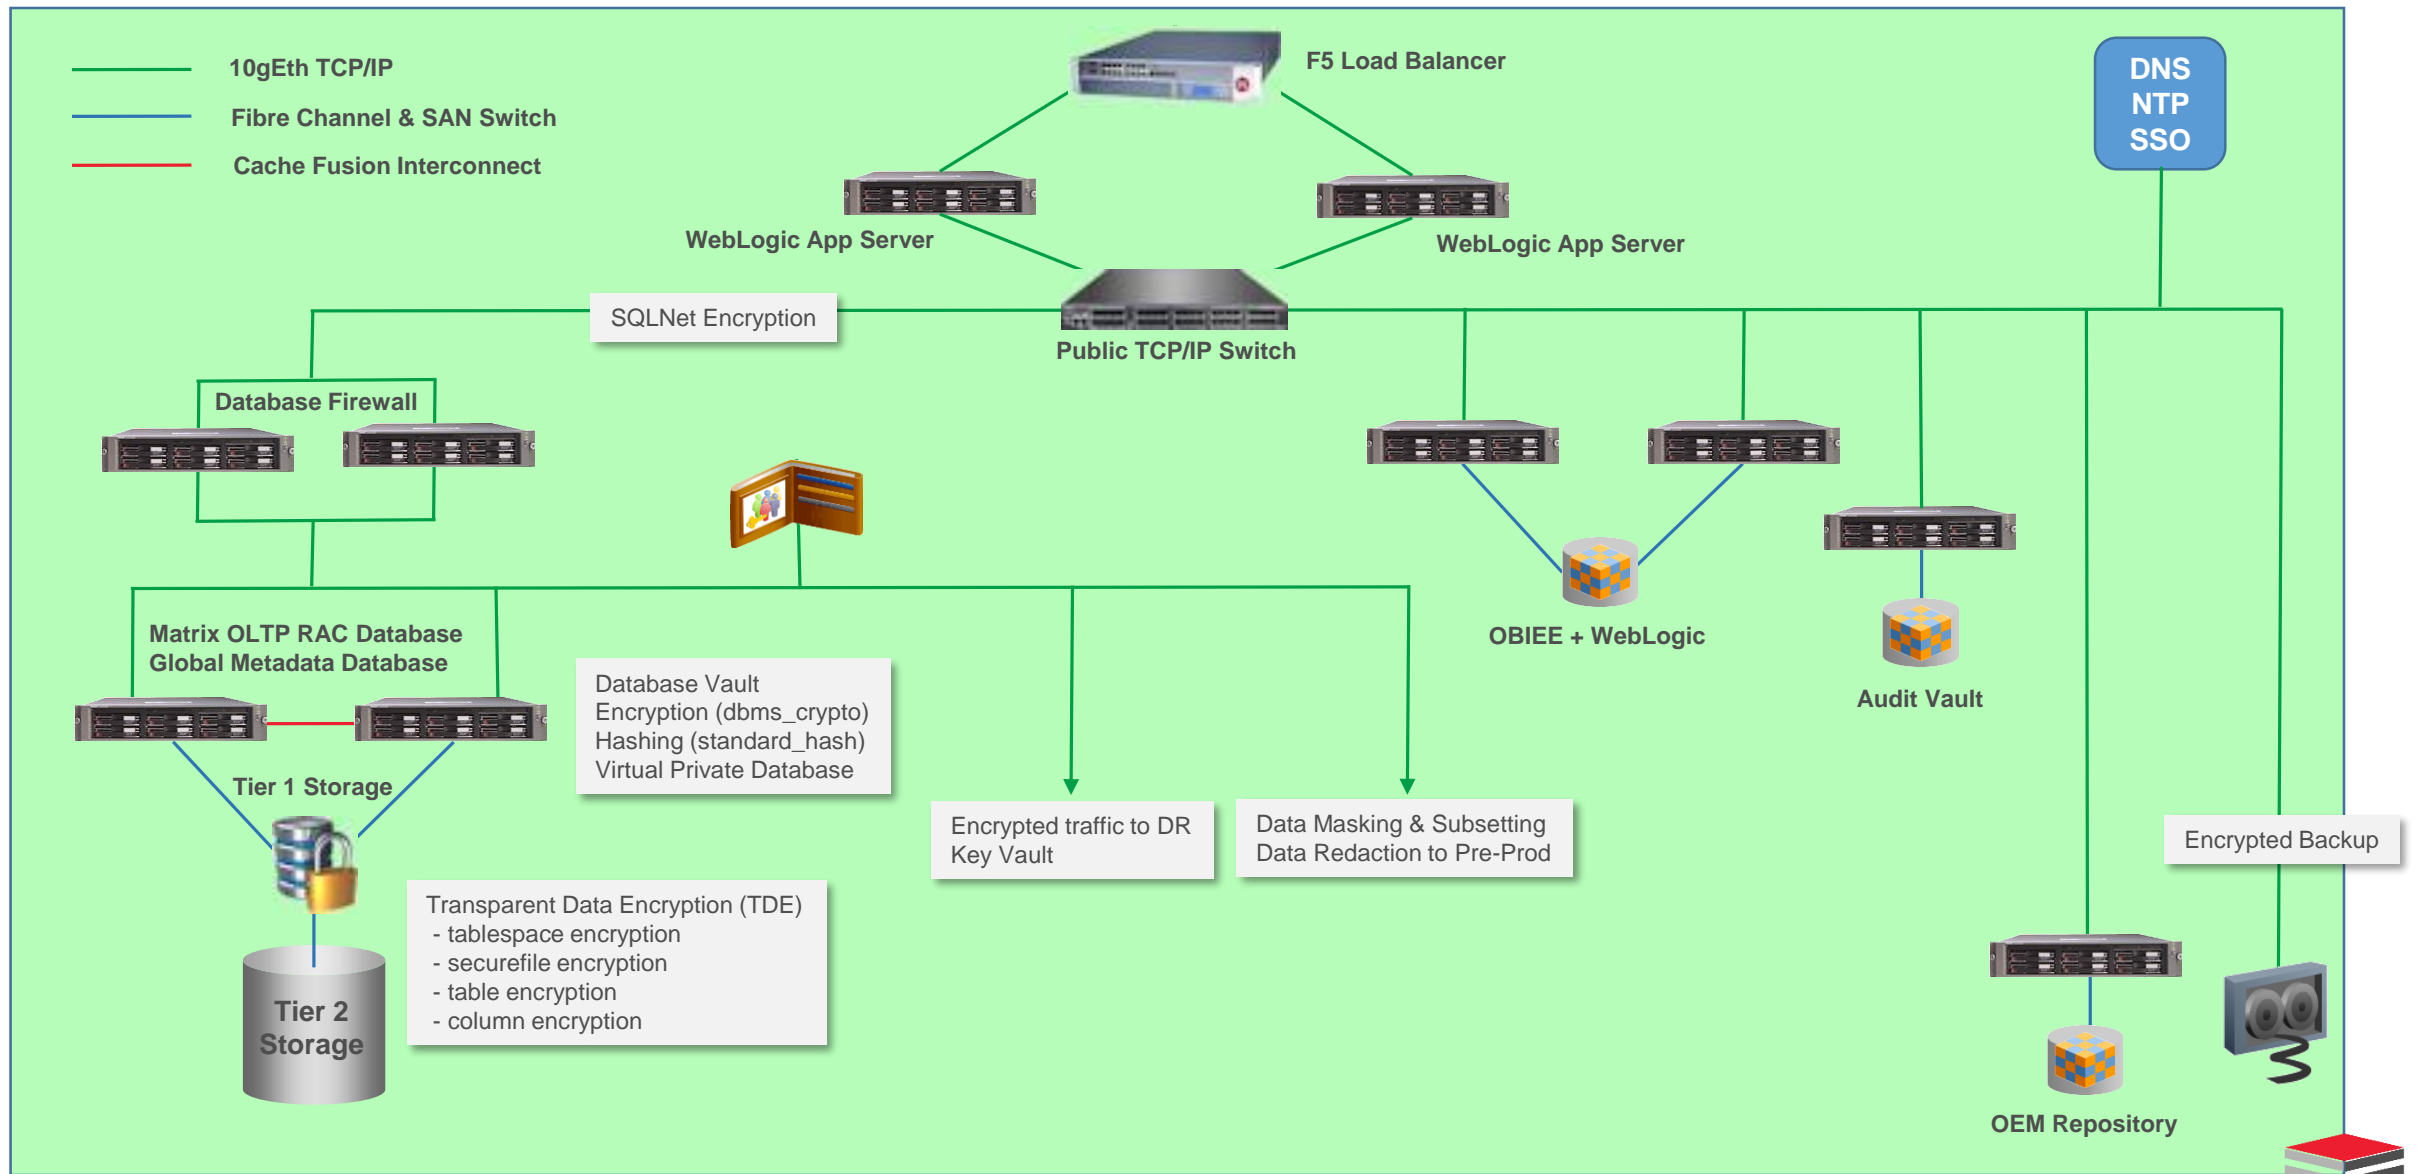 10gEth TCP/IP
Fibre Channel & SAN Switch
Cache Fusion Interconnect
F5 Load Balancer
DNS
NTP
SSO
WebLogic App Server
WebLogic App Server
SQLNet Encryption
Public TCP/IP Switch
Database Firewall
Matrix OLTP RAC Database
Global Metadata Database
Database Vault
Encryption (dbms_crypto)
Hashing (standard_hash)
Virtual Private Database
OBIEE + WebLogic
Audit Vault
Tier 1 Storage
Encrypted traffic to DR
Key Vault
Data Masking & Subsetting
Data Redaction to Pre-Prod
Encrypted Backup
Transparent Data Encryption (TDE)
- tablespace encryption
- securefile encryption
- table encryption
- column encryption
Tier 2
Storage
OEM Repository